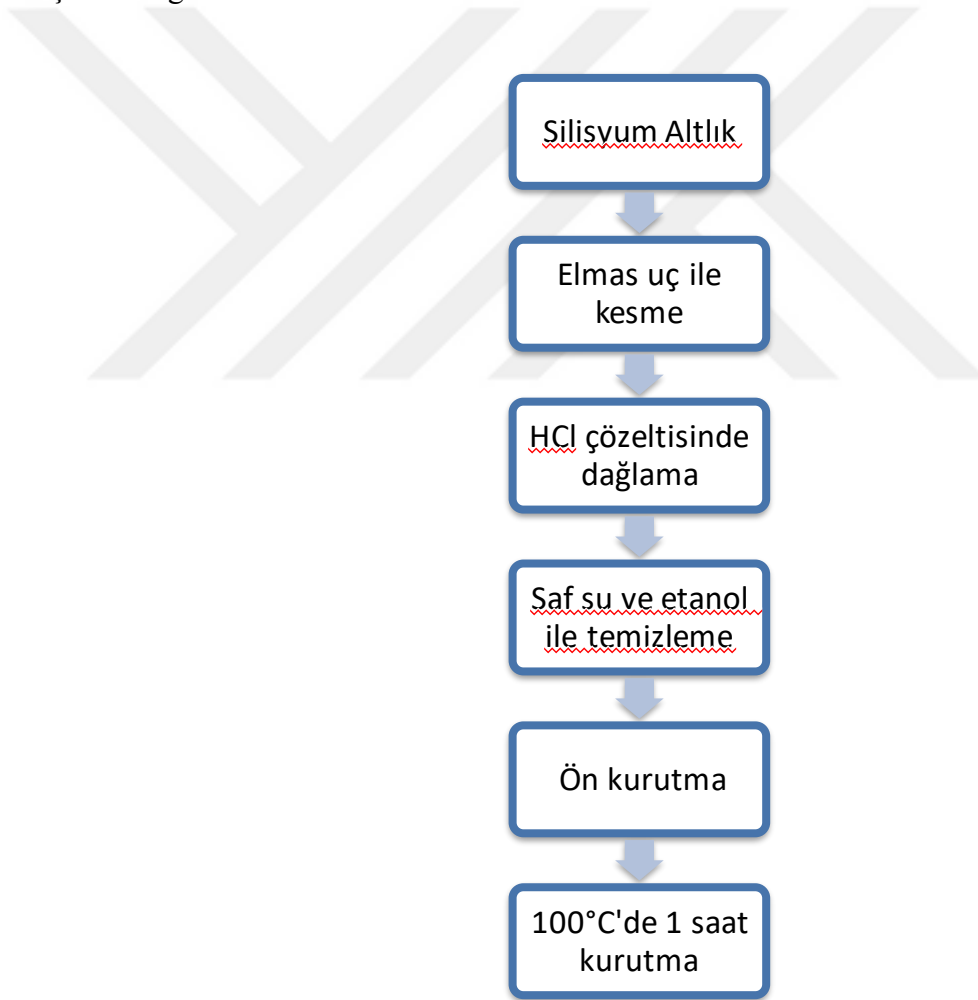 Silisyum Altlık
Elmas uç ile
kesme
HCl çözeltisinde
dağlama
Saf su ve etanol
ile temizleme
Ön kurutma
100°C'de 1 saat
kurutma